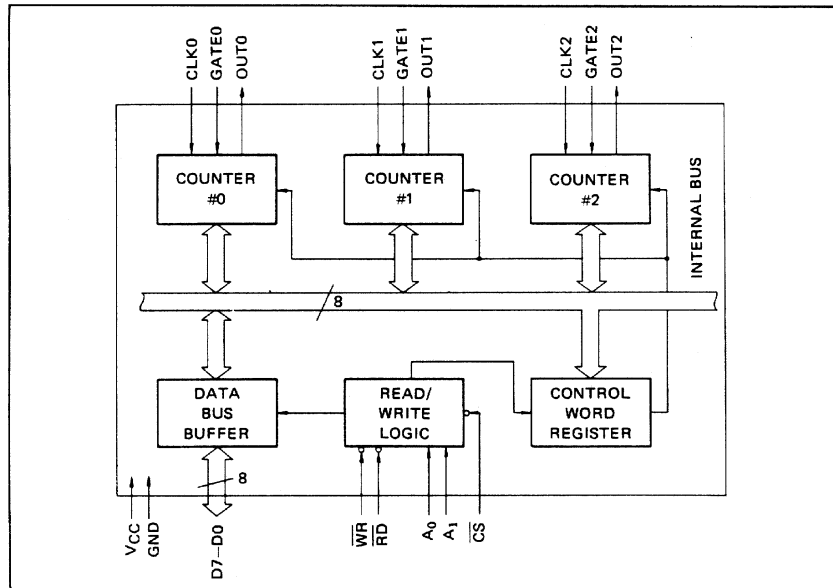 CLK0
GATE0
OUT0
CLK1
GATE1
OUT1
CLK2
GATE2
OUT2
COUNTER
#0
COUNTER
#1
COUNTER
#2
INTERNAL BUS
8
DATA
BUS
BUFFER
READ/
WRITE
LOGIC
CONTROL
WORD
REGISTER
8
VCC
GND
D7–D0
WR
RD
A0
A1
CS